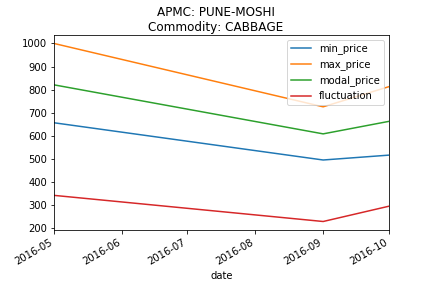 APMC: PUNE-MOSHI
Commodity: CABBAGE
min_price
max_price
modal_price
fluctuation
1000
900
800
700
600
500
400
300
200
2016-05
2016-06
2016-07
2016-08
2016-09
2016-10
date